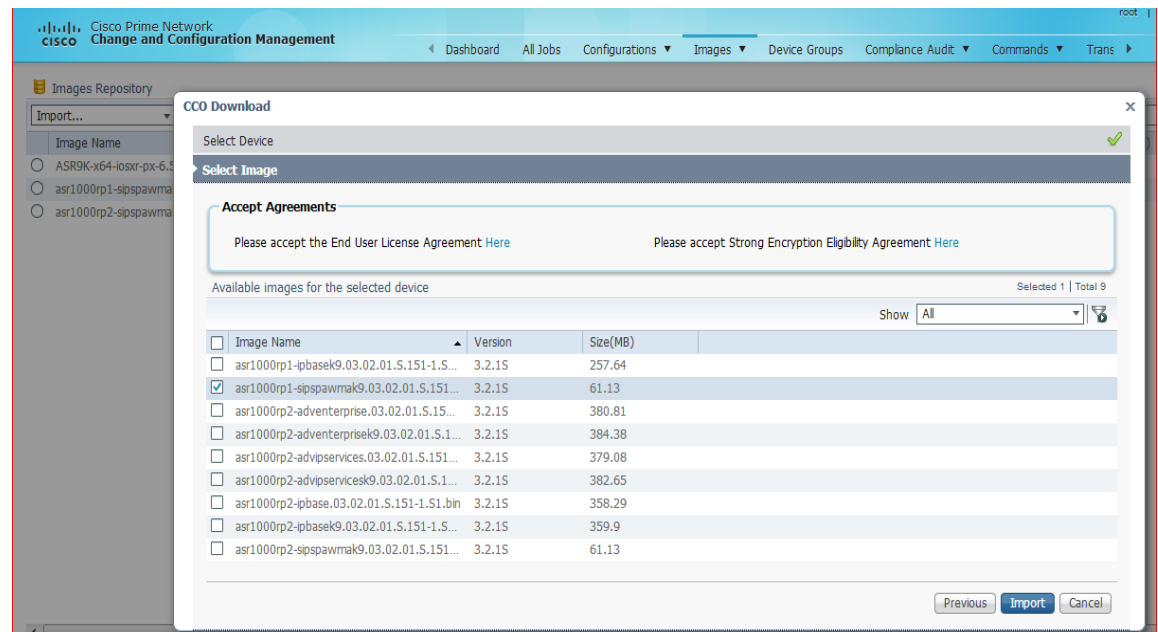 root |
Cisco Prime Network
CISCO Change and Configuration Management
Dashboard All Jobs Configurations ▼ Images ▼ Device Groups Compliance Audit ▼ Commands ▼ Trans
Images Repository
Import...
Image Name
ASR9K-x64-iosxr-px-6.5
asr1000rp1-sipspawma
asr1000rp2-sipspawma
CCO Download
Select Device
Select Image
Accept Agreements
Please accept the End User License Agreement Here Please accept Strong Encryption Eligibility Agreement Here
Available images for the selected device Selected 1 | Total 9
Show All
Image Name Version Size(MB)
asr1000rp1-ipbasek9.03.02.01.S.151-1.S... 3.2.1S 257.64
asr1000rp1-sipspawmak9.03.02.01.S.151... 3.2.1S 61.13
asr1000rp2-adventerprise.03.02.01.S.15... 3.2.1S 380.81
asr1000rp2-adventerprisek9.03.02.01.S.1... 3.2.1S 384.38
asr1000rp2-advipservices.03.02.01.S.151... 3.2.1S 379.08
asr1000rp2-advipservicesk9.03.02.01.S.1... 3.2.1S 382.65
asr1000rp2-ipbase.03.02.01.S.151-1.S1.bin 3.2.1S 358.29
asr1000rp2-ipbasek9.03.02.01.S.151-1.S... 3.2.1S 359.9
asr1000rp2-sipspawmak9.03.02.01.S.151... 3.2.1S 61.13
Previous Import Cancel